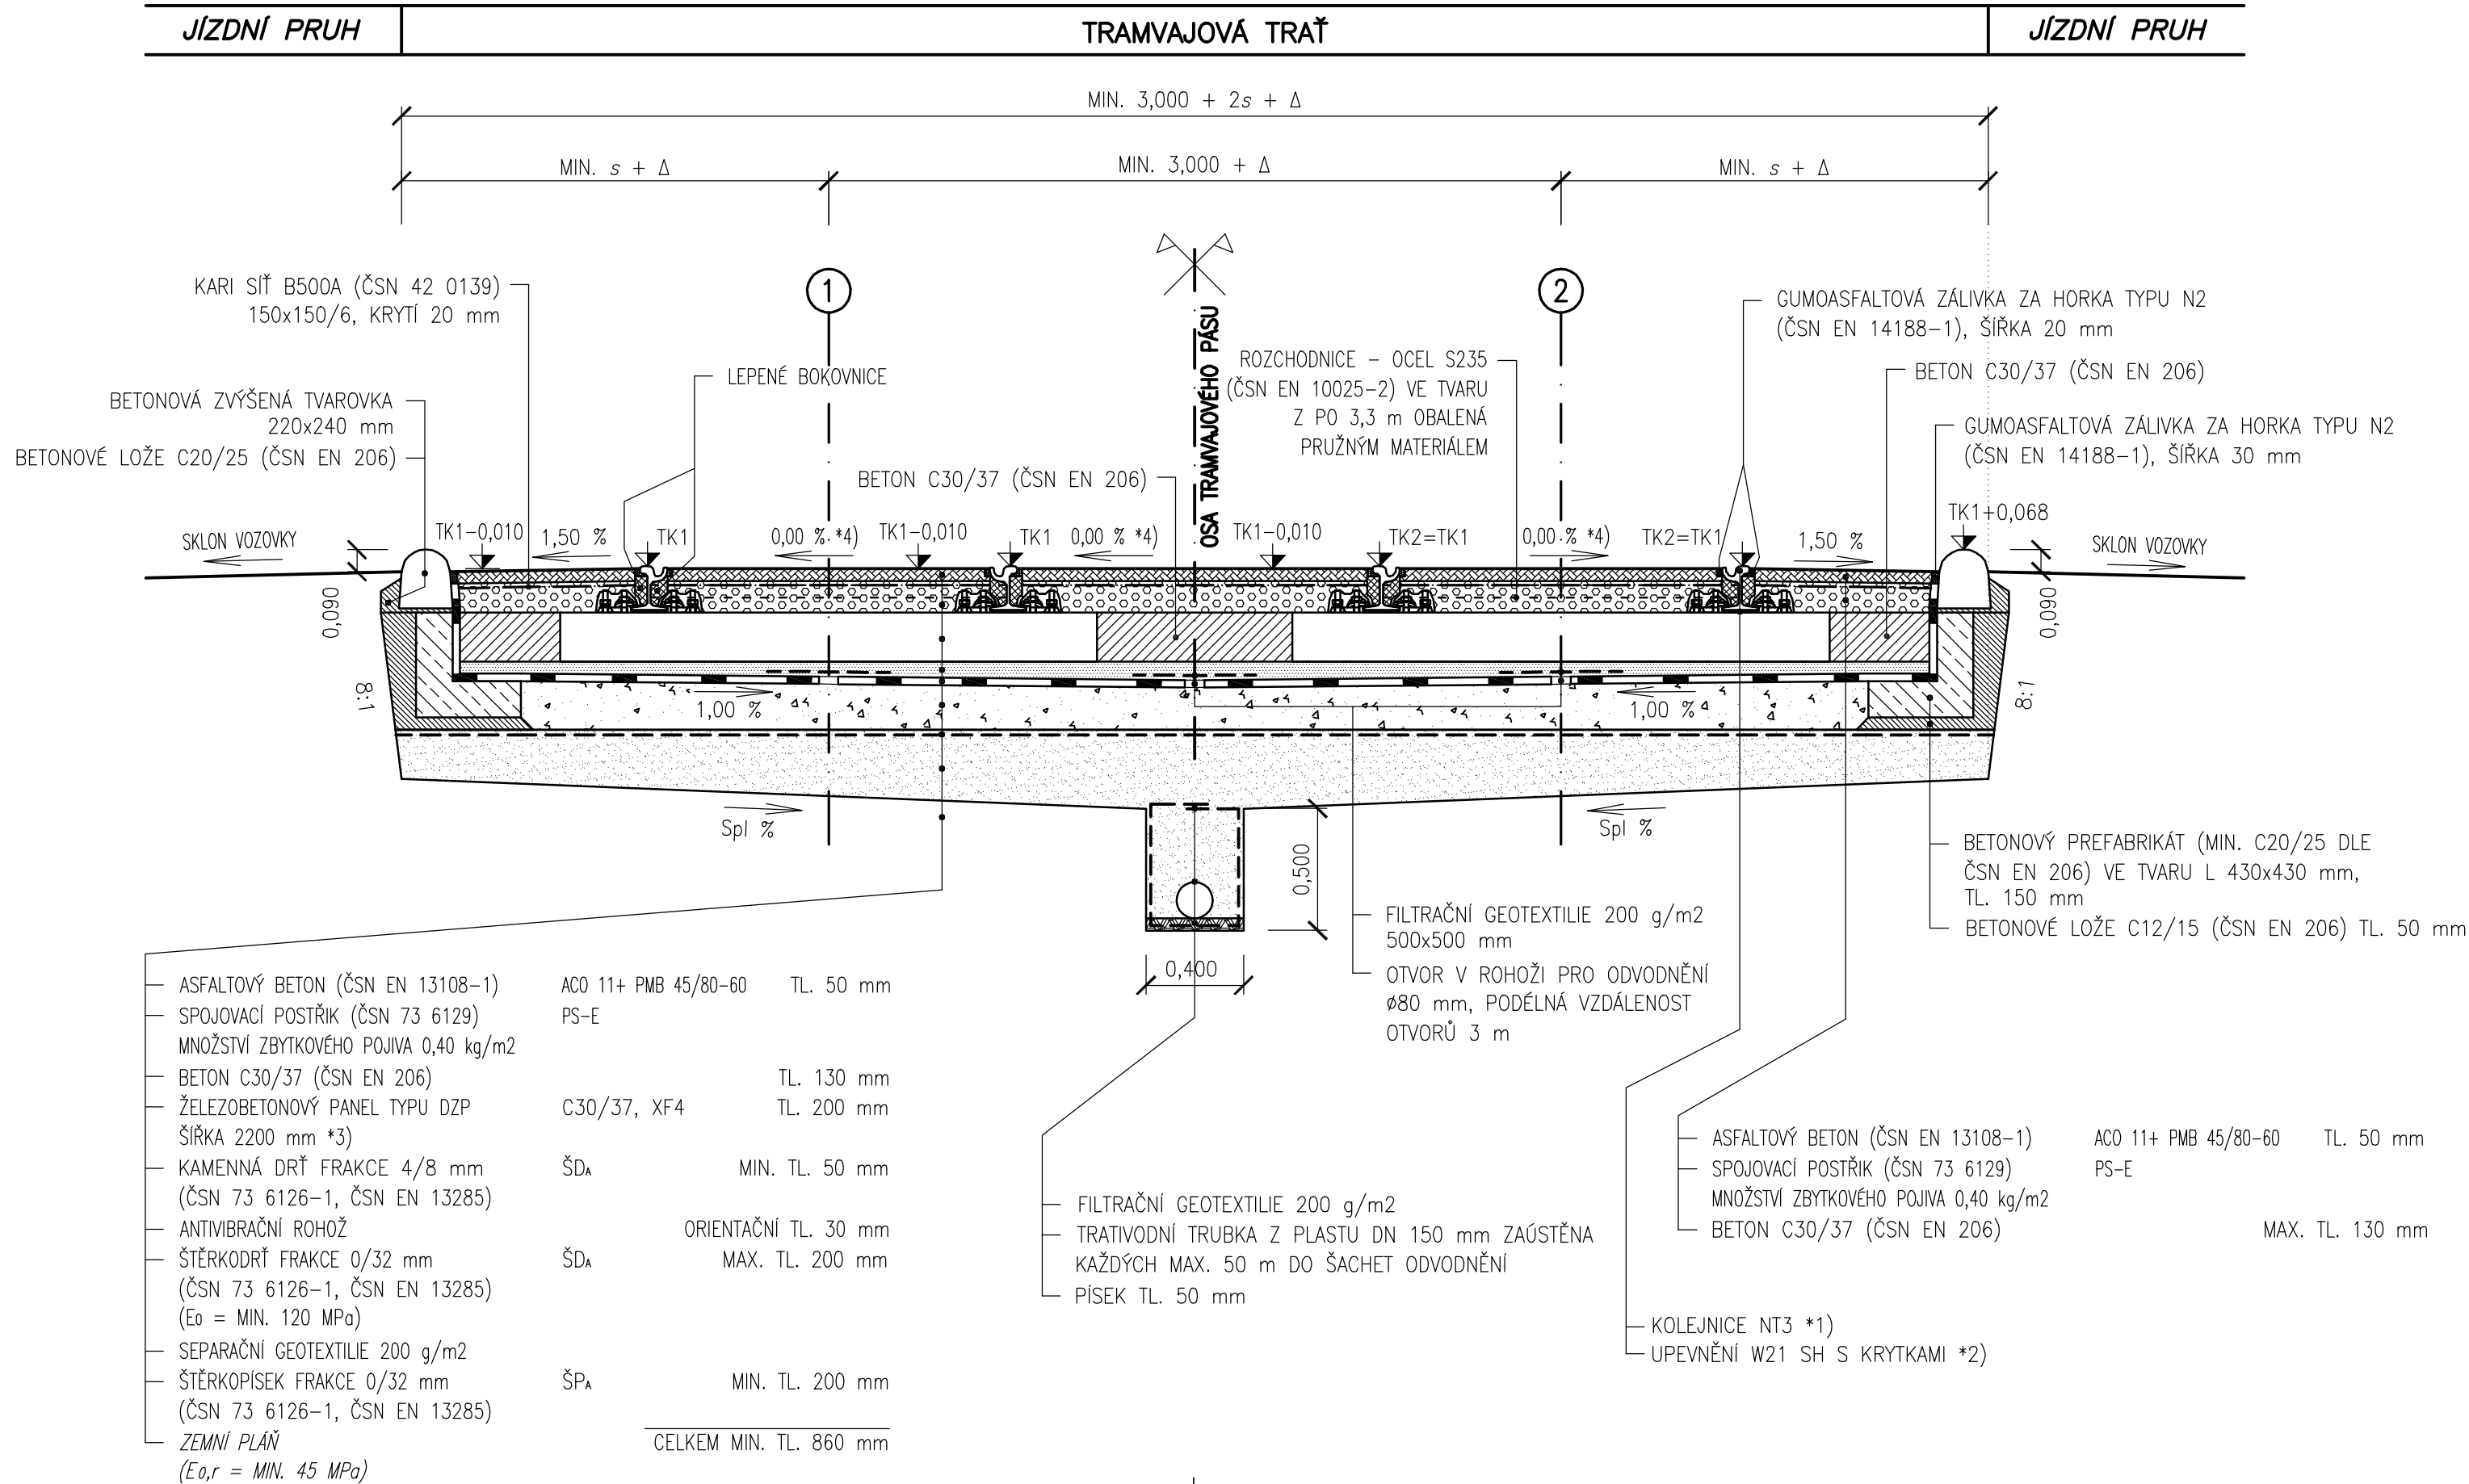 JÍZDNÍ PRUH
TRAMVAJOVÁ TRAŤ
JÍZDNÍ PRUH
MIN. 3,000 + 2s + Δ
MIN. s + Δ
MIN. 3,000 + Δ
MIN. s + Δ
KARI SÍŤ B500A (ČSN 42 0139)
150x150/6, KRYTÍ 20 mm
BETONOVÁ ZVÝŠENÁ TVAROVKA
220x240 mm
BETONOVÉ LOŽE C20/25 (ČSN EN 206)
LEPENÉ BOKOVNICE
1
2
OSA TRAMVAJOVÉHO PÁSU
BETON C30/37 (ČSN EN 206)
ROZCHODNICE – OCEL S235
(ČSN EN 10025-2) VE TVARU
Z PO 3,3 m OBALENÁ
PRUŽNÝM MATERIÁLEM
GUMOASFALTOVÁ ZÁLIVKA ZA HORKA TYPU N2
(ČSN EN 14188-1), ŠÍŘKA 20 mm
BETON C30/37 (ČSN EN 206)
GUMOASFALTOVÁ ZÁLIVKA ZA HORKA TYPU N2
(ČSN EN 14188-1), ŠÍŘKA 30 mm
SKLON VOZOVKY
TK1-0,010
1,50 %
TK1
0,00 % *4)
TK1-0,010
TK1
0,00 % *4)
TK1-0,010
TK2=TK1
0,00 % *4)
TK2=TK1
1,50 %
TK1+0,068
SKLON VOZOVKY
0,090
0,090
8:1
8:1
1,00 %
1,00 %
Spl %
Spl %
0,500
0,400
BETONOVÝ PREFABRIKÁT (MIN. C20/25 DLE
ČSN EN 206) VE TVARU L 430x430 mm,
TL. 150 mm
BETONOVÉ LOŽE C12/15 (ČSN EN 206) TL. 50 mm
FILTRAČNÍ GEOTEXTILIE 200 g/m2
500x500 mm
OTVOR V ROHOŽI PRO ODVODNĚNÍ
ø80 mm, PODÉLNÁ VZDÁLENOST
OTVORŮ 3 m
ASFALTOVÝ BETON (ČSN EN 13108-1) ACO 11+ PMB 45/80-60 TL. 50 mm
SPOJOVACÍ POSTŘIK (ČSN 73 6129) PS-E
MNOŽSTVÍ ZBYTKOVÉHO POJIVA 0,40 kg/m2
BETON C30/37 (ČSN EN 206) TL. 130 mm
ŽELEZOBETONOVÝ PANEL TYPU DZP C30/37, XF4 TL. 200 mm
ŠÍŘKA 2200 mm *3)
KAMENNÁ DRŤ FRAKCE 4/8 mm ŠDA MIN. TL. 50 mm
(ČSN 73 6126-1, ČSN EN 13285)
ANTIVIBRAČNÍ ROHOŽ ORIENTAČNÍ TL. 30 mm
ŠTĚRKODRŤ FRAKCE 0/32 mm ŠDA MAX. TL. 200 mm
(ČSN 73 6126-1, ČSN EN 13285)
(Eo = MIN. 120 MPa)
SEPARAČNÍ GEOTEXTILIE 200 g/m2
ŠTĚRKOPÍSEK FRAKCE 0/32 mm ŠPA MIN. TL. 200 mm
(ČSN 73 6126-1, ČSN EN 13285)
ZEMNÍ PLÁŇ CELKEM MIN. TL. 860 mm
(Eo,r = MIN. 45 MPa)
FILTRAČNÍ GEOTEXTILIE 200 g/m2
TRATIVODNÍ TRUBKA Z PLASTU DN 150 mm ZAÚSTĚNA
KAŽDÝCH MAX. 50 m DO ŠACHET ODVODNĚNÍ
PÍSEK TL. 50 mm
ASFALTOVÝ BETON (ČSN EN 13108-1) ACO 11+ PMB 45/80-60 TL. 50 mm
SPOJOVACÍ POSTŘIK (ČSN 73 6129) PS-E
MNOŽSTVÍ ZBYTKOVÉHO POJIVA 0,40 kg/m2
BETON C30/37 (ČSN EN 206) MAX. TL. 130 mm
KOLEJNICE NT3 *1)
UPEVNĚNÍ W21 SH S KRYTKAMI *2)